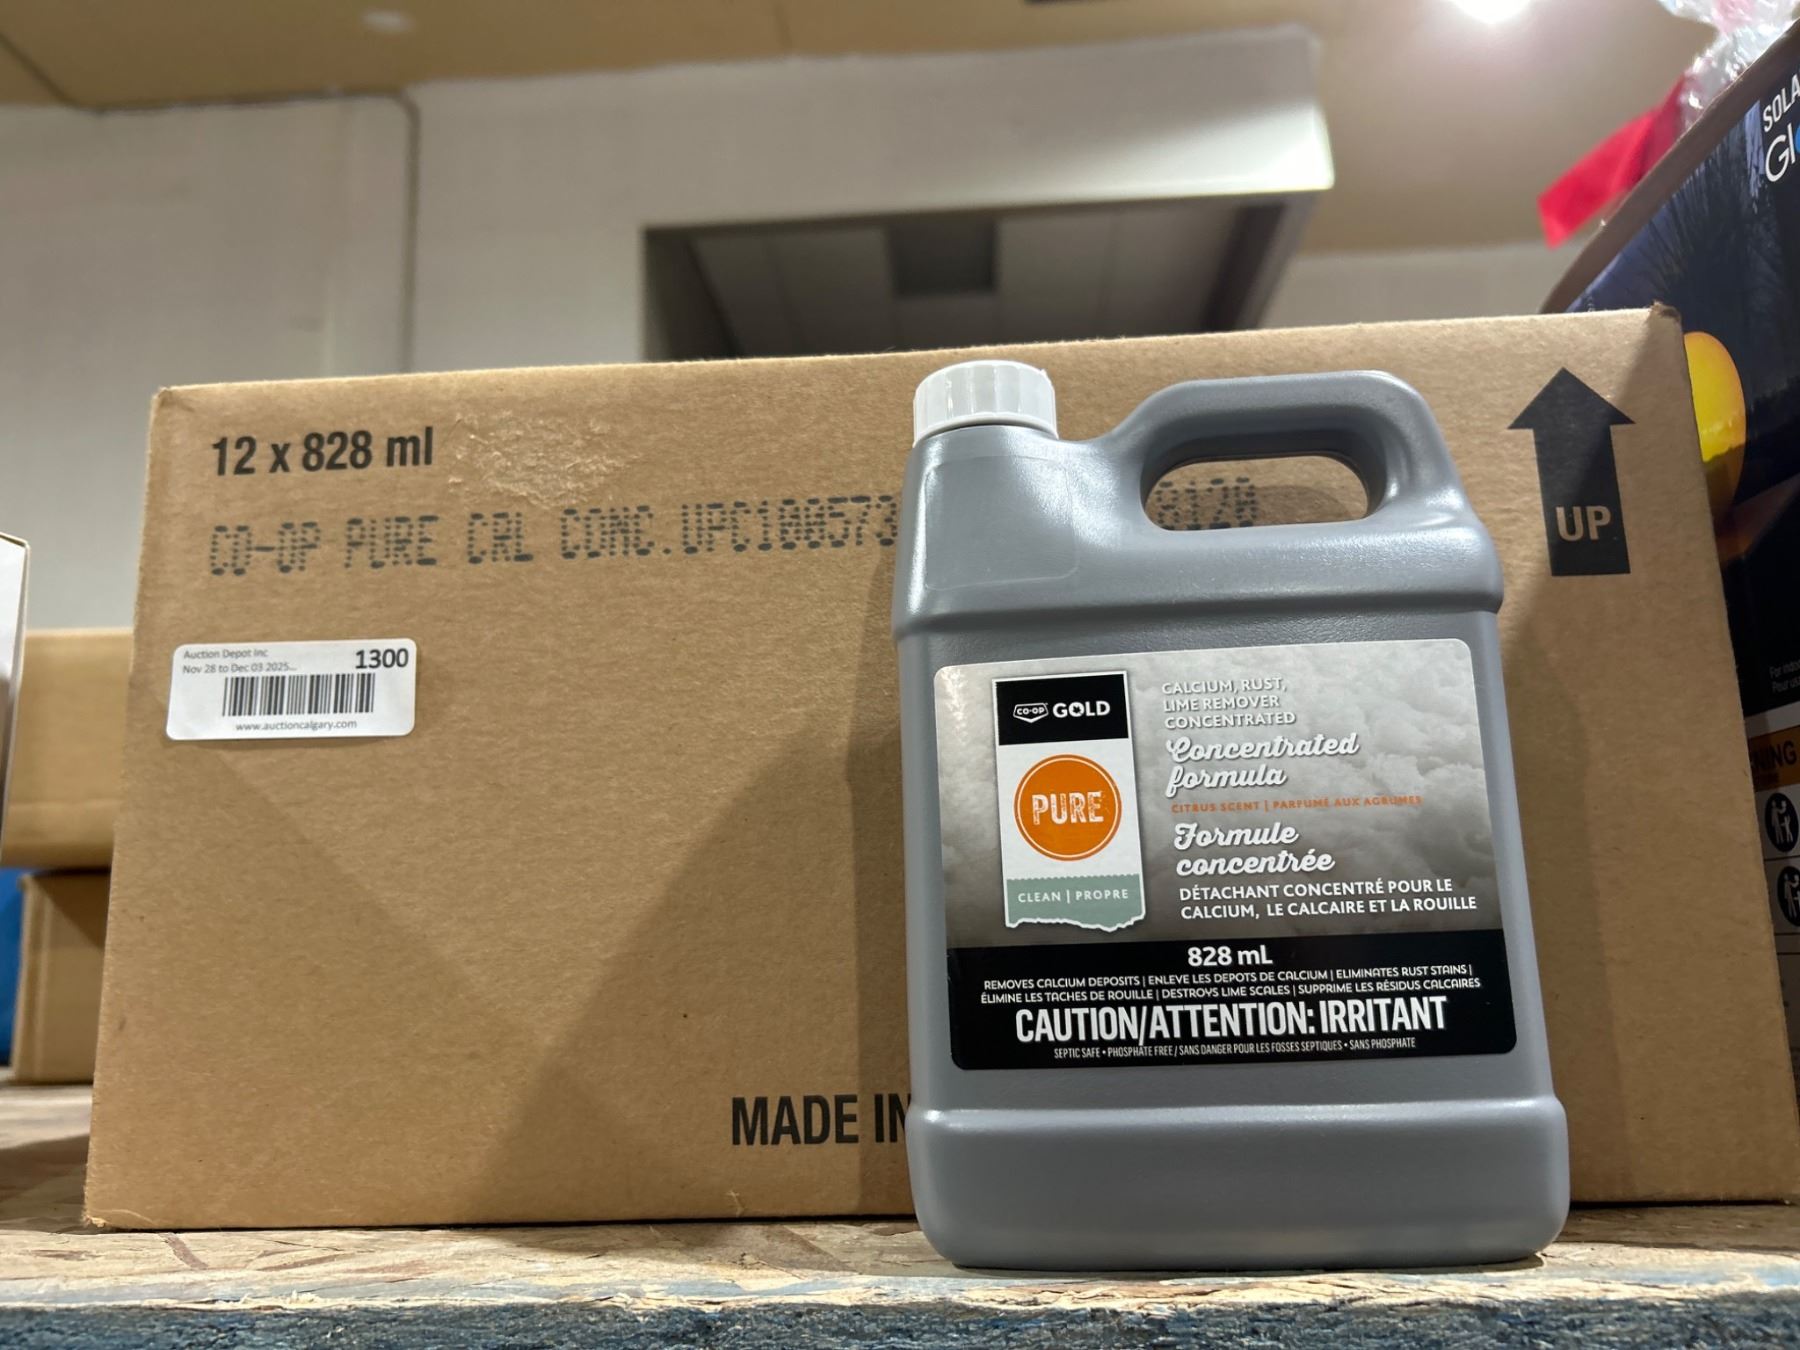 12 x 828 ml
CO-OP PURE CRL CONC. UPC100573
8120
UP
Auction Depot Inc
Nov 28 to Dec 03 2025...
1300
www.auctioncalgary.com
MADE IN
CO-OP GOLD
PURE
CLEAN | PROPRE
CALCIUM, RUST,
LIME REMOVER
CONCENTRATED
Concentrated
formula
CITRUS SCENT | PARFUMÉ AUX AGRUMES
Formule
concentrée
DÉTACHANT CONCENTRÉ POUR LE
CALCIUM, LE CALCAIRE ET LA ROUILLE
828 mL
REMOVES CALCIUM DEPOSITS | ENLEVE LES DEPOTS DE CALCIUM | ELIMINATES RUST STAINS |
ÉLIMINE LES TACHES DE ROUILLE | DESTROYS LIME SCALES | SUPPRIME LES RÉSIDUS CALCAIRES
CAUTION/ATTENTION: IRRITANT
SEPTIC SAFE • PHOSPHATE FREE / SANS DANGER POUR LES FOSSES SEPTIQUES • SANS PHOSPHATE